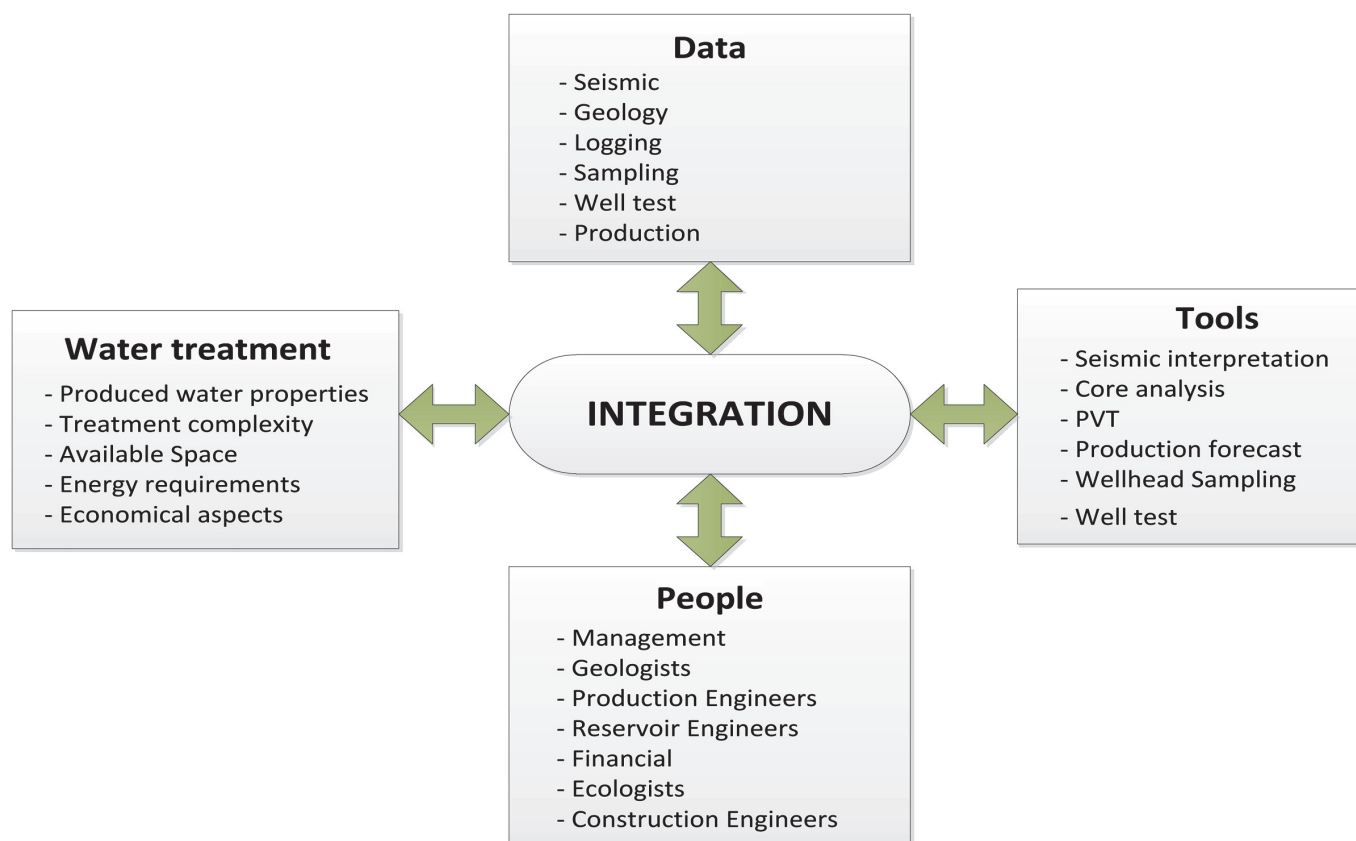 Data
- Seismic
- Geology
- Logging
- Sampling
- Well test
- Production
Water treatment
- Produced water properties
- Treatment complexity
- Available Space
- Energy requirements
- Economical aspects
INTEGRATION
Tools
- Seismic interpretation
- Core analysis
- PVT
- Production forecast
- Wellhead Sampling
- Well test
People
- Management
- Geologists
- Production Engineers
- Reservoir Engineers
- Financial
- Ecologists
- Construction Engineers